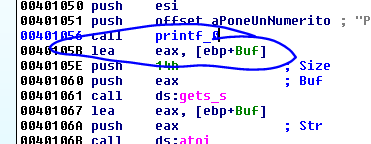 00401050 push    esi
00401051 push    offset aPoneUnNumerito ; "P
00401056 call    printf_0
0040105B lea     eax, [ebp+Buf]
0040105E push    14h             ; Size
00401060 push    eax             ; Buf
00401061 call    ds:gets_s
00401067 lea     eax, [ebp+Buf]
0040106A push    eax             ; Str
0040106B call    ds:atoi